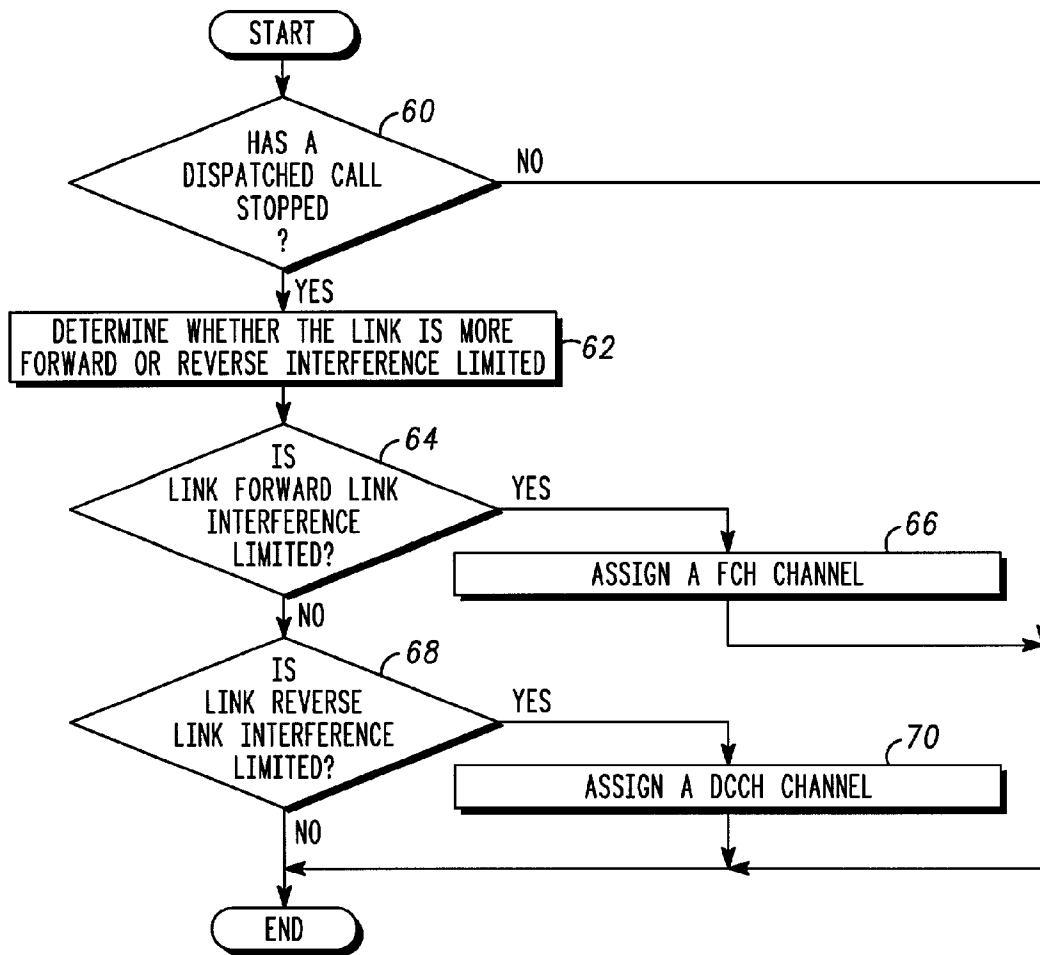 START
60
HAS A
DISPATCHED CALL
STOPPED
?
NO
YES
DETERMINE WHETHER THE LINK IS MORE
FORWARD OR REVERSE INTERFERENCE LIMITED
62
64
IS
LINK FORWARD LINK
INTERFERENCE
LIMITED?
YES
66
ASSIGN A FCH CHANNEL
NO
68
IS
LINK REVERSE
LINK INTERFERENCE
LIMITED?
YES
70
ASSIGN A DCCH CHANNEL
NO
END